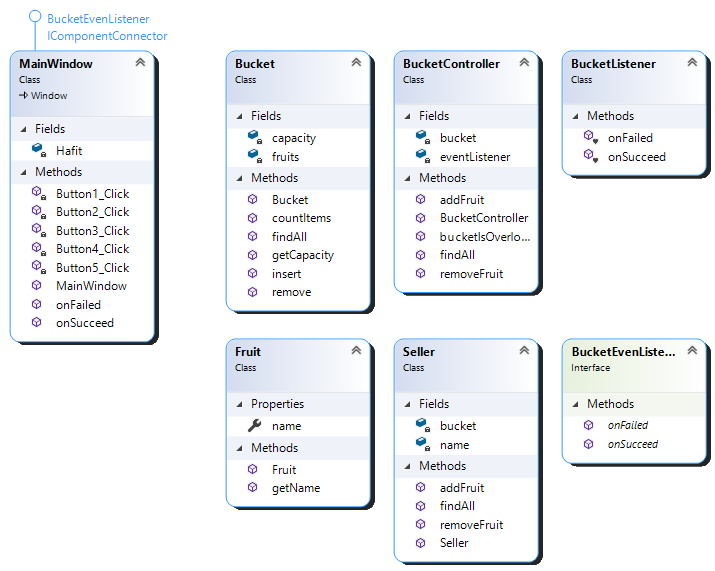 BucketEvenListener
IComponentConnector
MainWindow
Class
Window
Fields
Hafit
Methods
Button1_Click
Button2_Click
Button3_Click
Button4_Click
Button5_Click
MainWindow
onFailed
onSucceed
Bucket
Class
Fields
capacity
fruits
Methods
Bucket
countItems
findAll
getCapacity
insert
remove
BucketController
Class
Fields
bucket
eventListener
Methods
addFruit
BucketController
bucketIsOverlo...
findAll
removeFruit
BucketListener
Class
Methods
onFailed
onSucceed
Fruit
Class
Properties
name
Methods
Fruit
getName
Seller
Class
Fields
bucket
name
Methods
addFruit
findAll
removeFruit
Seller
BucketEvenListe...
Interface
Methods
onFailed
onSucceed